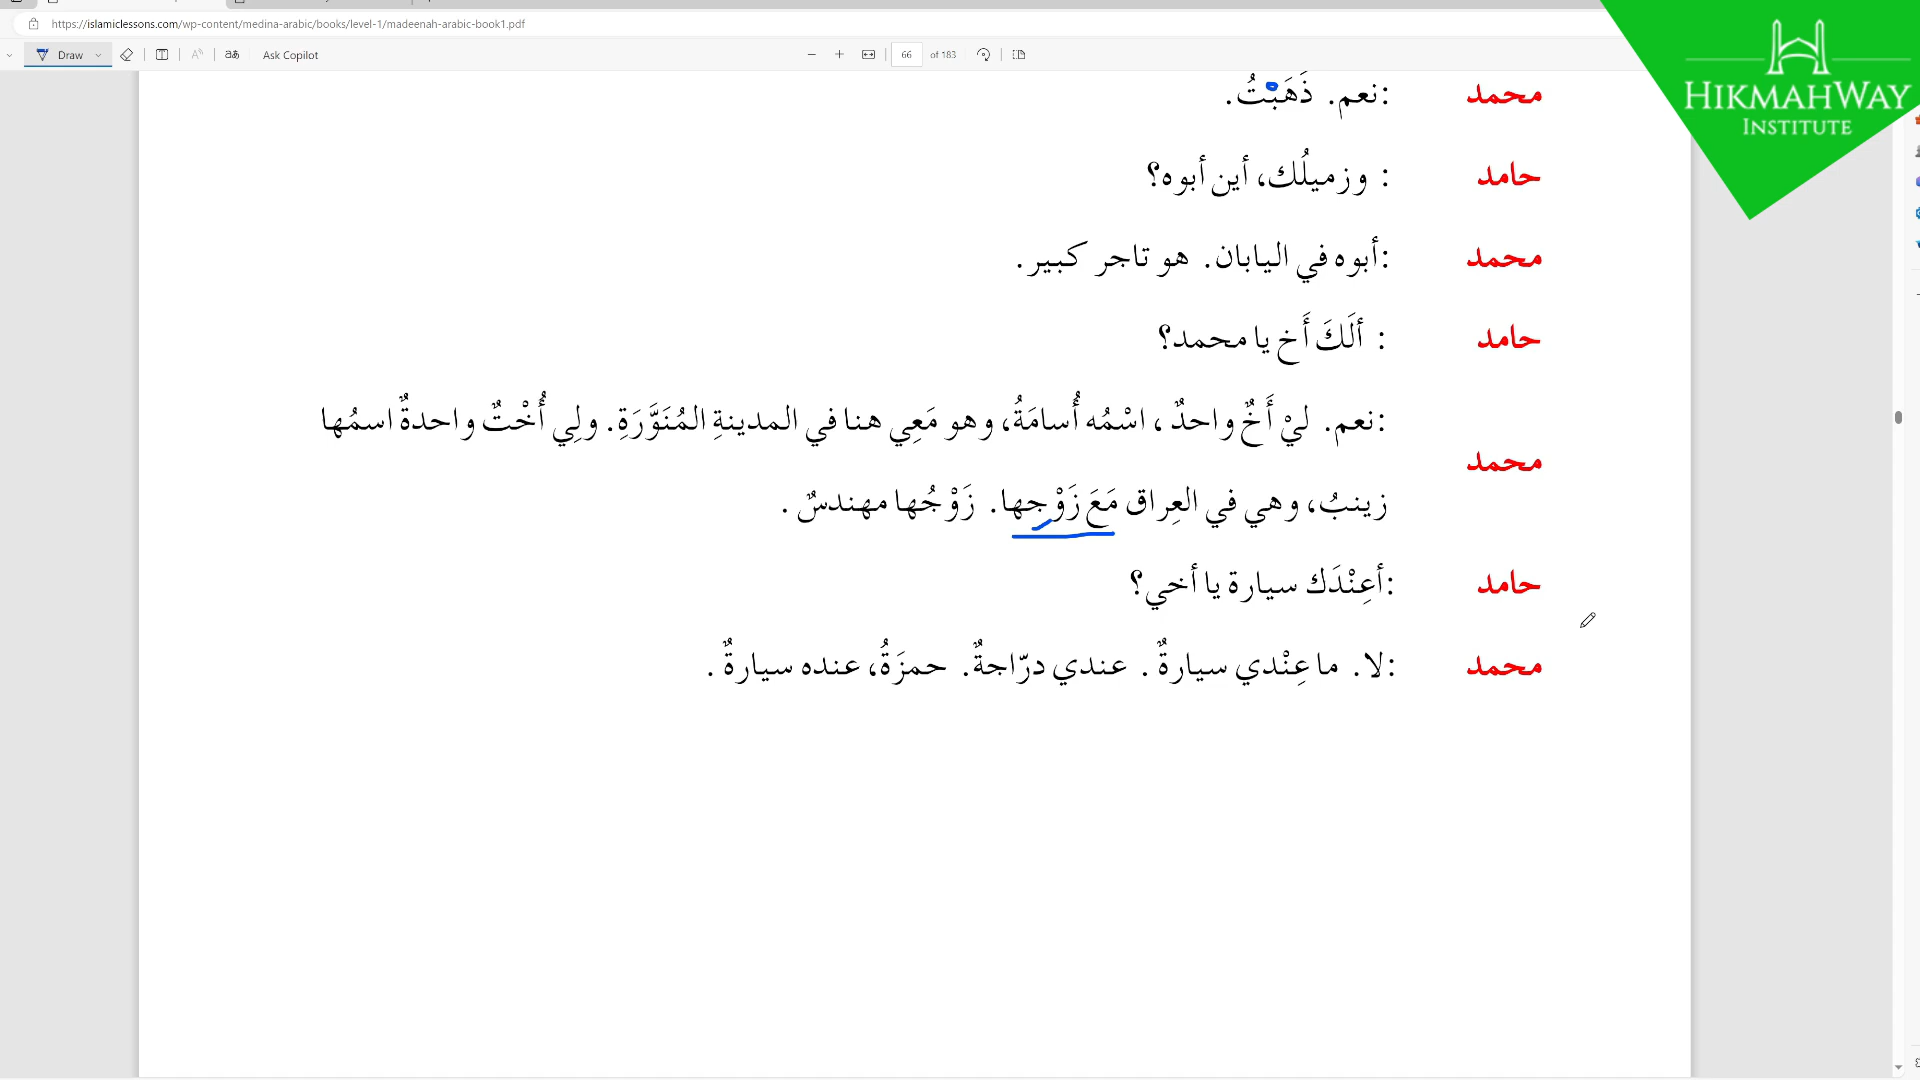 https://islamiclessons.com/wp-content/medina-arabic/books/level-1/madeenah-arabic-book1.pdf
Draw Ask Copilot 66 of 183
HIKMAHWAY
INSTITUTE
محمد :نعم. ذَهَبْتُ.
حامد : وزميلُك، أين أبوه؟
محمد :أبوه في اليابان. هو تاجر كبير.
حامد : ألَكَ أَخ يا محمد؟
محمد :نعم. ليْ أَخٌ واحدٌ ، اسْمُه أُسامَةُ، وهو مَعِي هنا في المدينةِ المُنَوَّرَةِ. ولِي أُخْتٌ واحدةٌ اسمُها
زينبُ، وهي في العِراق مَعَ زَوْجِها. زَوْجُها مهندسٌ .
حامد :أعِنْدَك سيارة يا أخي؟
محمد :لا. ما عِنْدي سيارةٌ . عندي درّاجةٌ. حمزَةُ، عنده سيارةٌ .